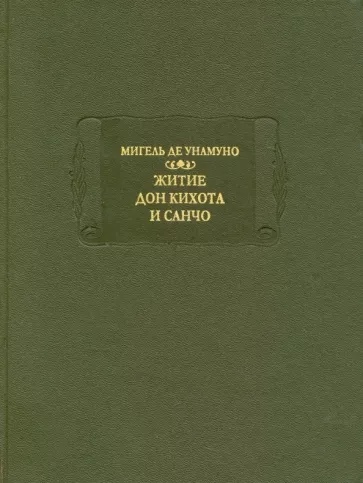 МИГЕЛЬ ДЕ УНАМУНО
ЖИТИЕ
ДОН КИХОТА
И САНЧО